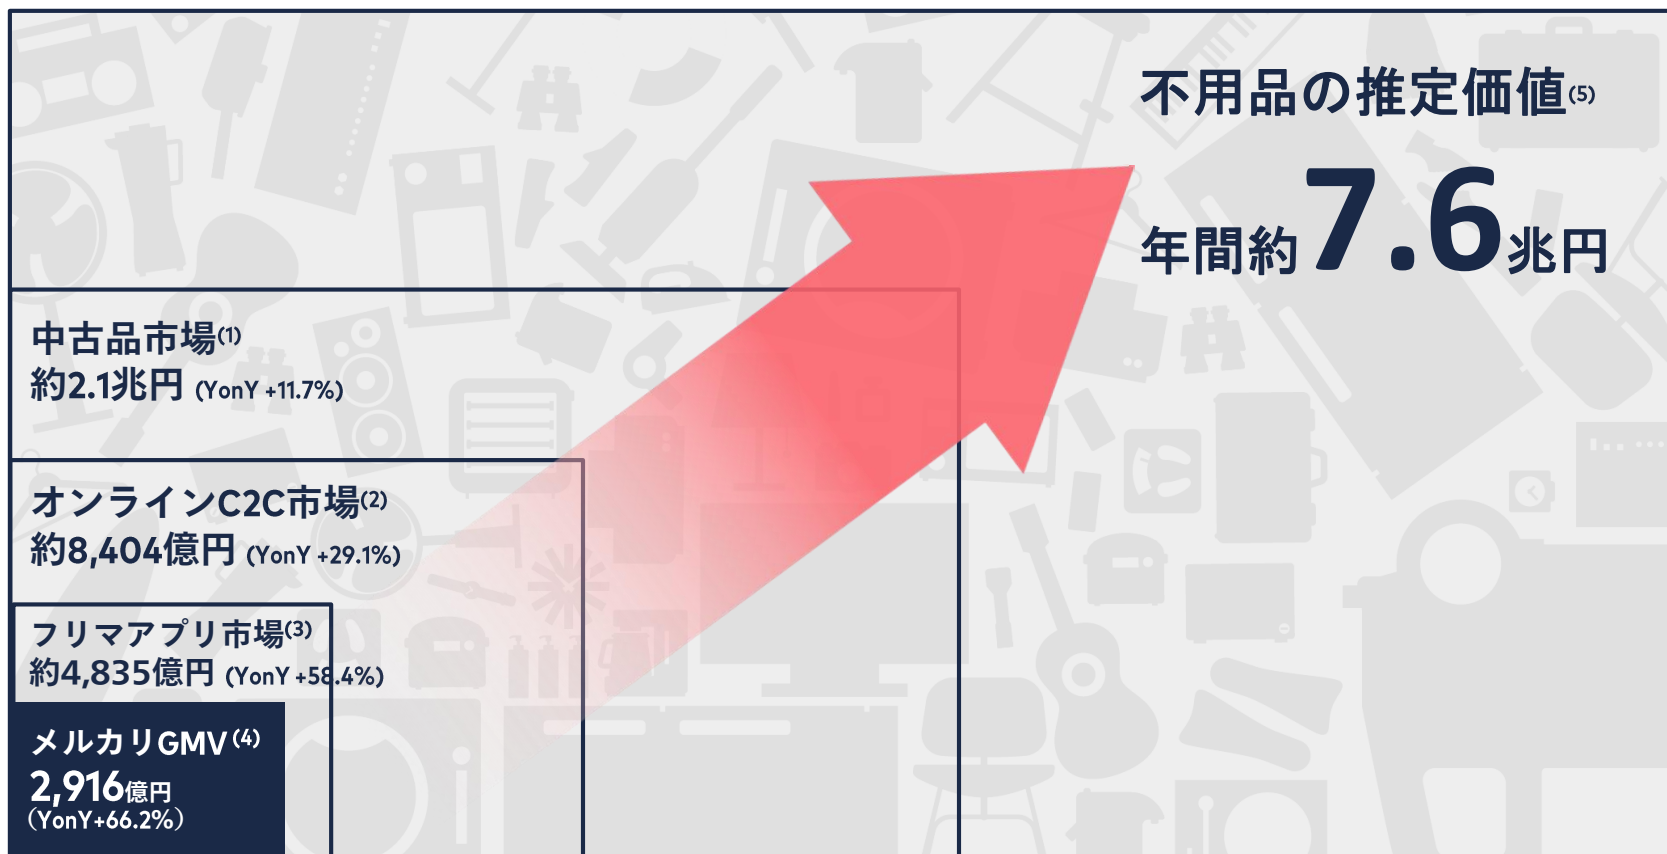 不用品の推定価値(5)
年間約7.6兆円
中古品市場(1)
約2.1兆円 (YonY +11.7%)
オンラインC2C市場(2)
約8,404億円 (YonY +29.1%)
フリマアプリ市場(3)
約4,835億円 (YonY +58.4%)
メルカリGMV(4)
2,916億円
(YonY+66.2%)